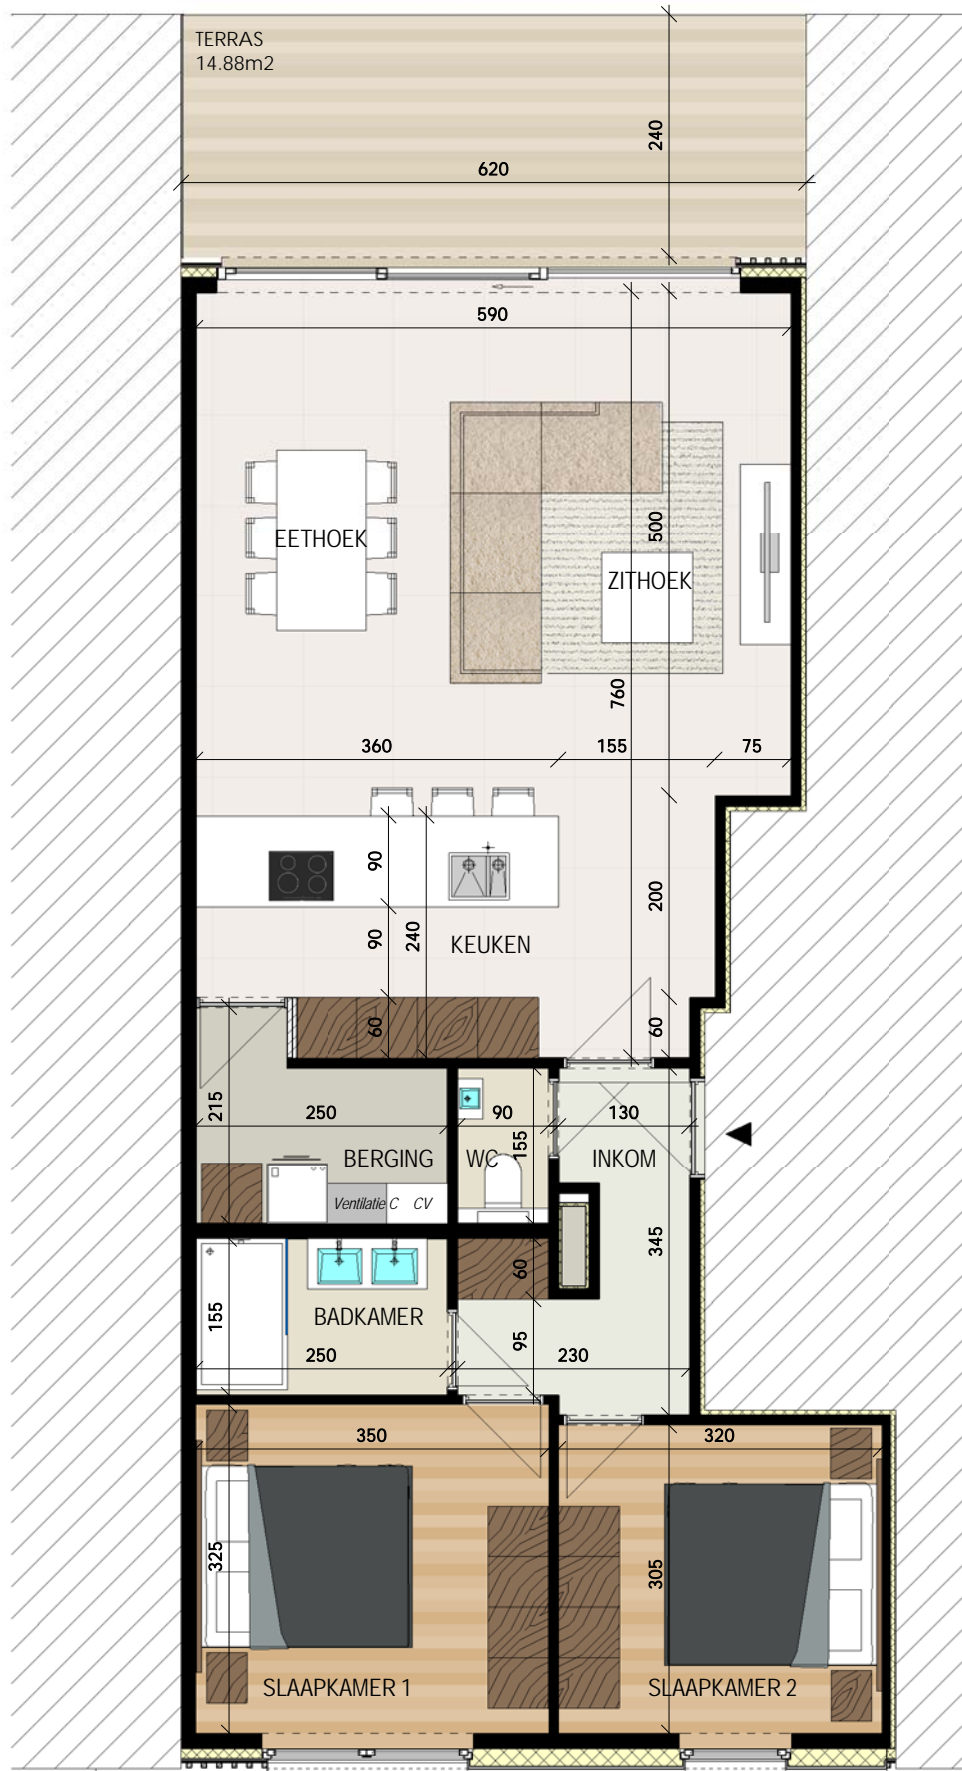 TERRAS
14.88m2
240
620
590
EETHOEK
500
ZITHOEK
760
360
155
75
90
200
90
240
KEUKEN
60
60
215
250
90
155
130
BERGING
WC
INKOM
Ventilatie C
CV
345
60
155
BADKAMER
95
250
230
350
320
325
305
SLAAPKAMER 1
SLAAPKAMER 2